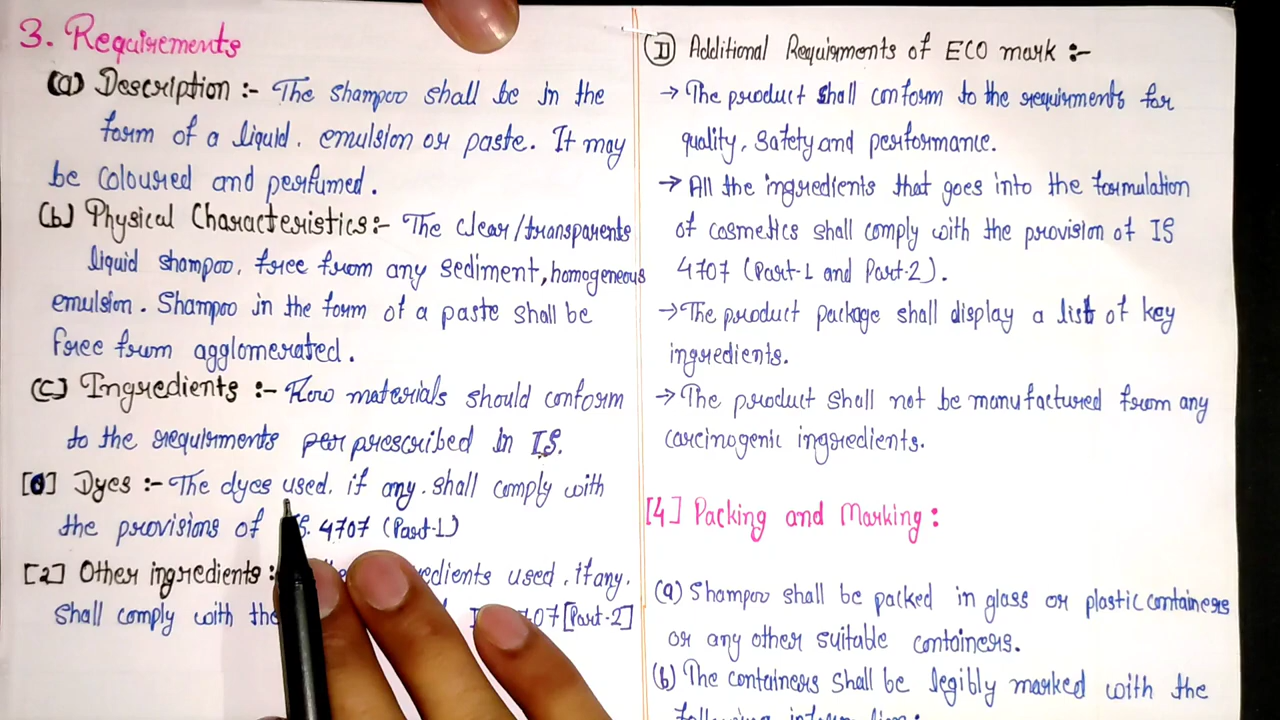 3. Requirements
(a) Description :- The shampoo shall be in the
form of a liquid, emulsion or paste. It may
be coloured and perfumed.
(b) Physical Characteristics:- The clear/transparents
liquid shampoo, free from any sediment, homogeneous
emulsion. Shampoo in the form of a paste shall be
free from agglomerated.
(C) Ingredients :- Raw materials should conform
to the requirments prescribed in IS.
Dyes :- The dyes used, if any, shall comply with
the provisions of 4707 (Part-1)
[2] Other ingredients: used, if any,
Shall comply with the [Part-2]
(D) Additional Requirments of ECO mark :-
→ The product shall conform to the requirments for
quality, safety and performance.
→ All the ingredients that goes into the formulation
of cosmetics shall comply with the provision of IS
4707 (Part-1 and Part-2).
→ The product package shall display a list of key
ingredients.
→ The product shall not be manufactured from any
carcinogenic ingredients.
[4] Packing and Marking:
(a) Shampoo shall be packed in glass or plastic containers
or any other suitable containers.
(b) The containers shall be legibly marked with the